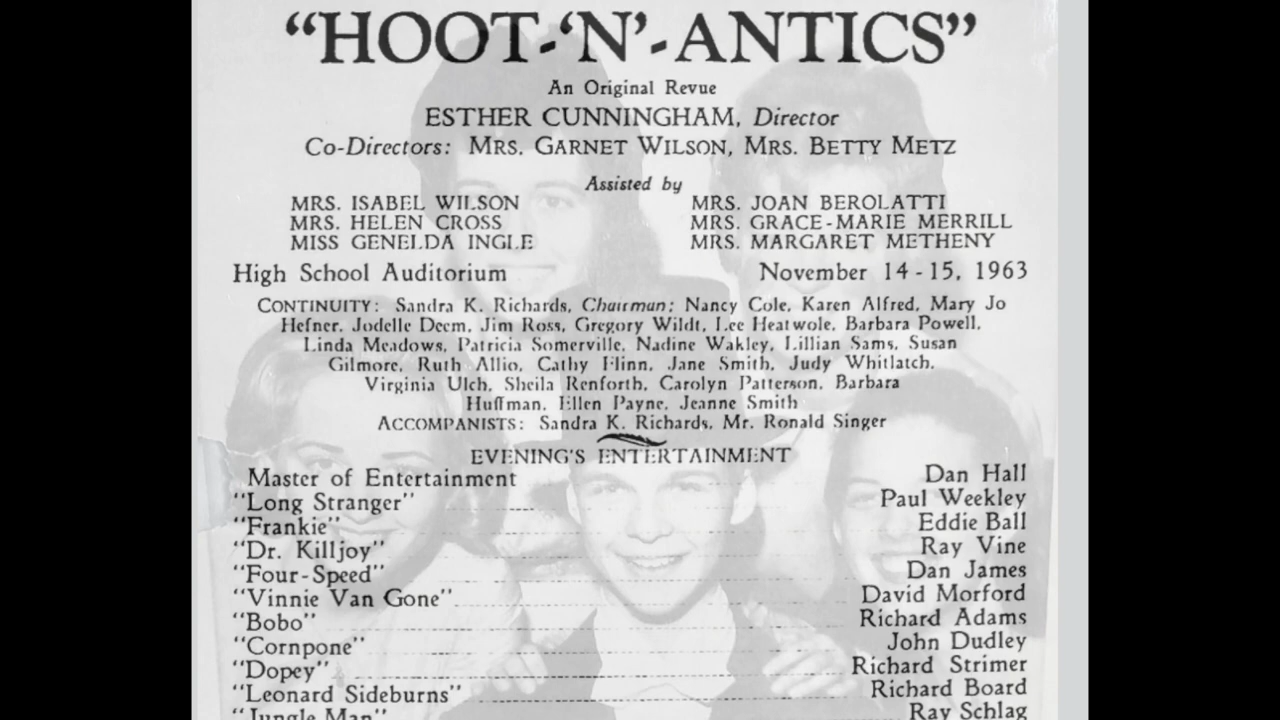 “HOOT-‘N’-ANTICS”
An Original Revue
ESTHER CUNNINGHAM, Director
Co-Directors: MRS. GARNET WILSON, MRS. BETTY METZ
Assisted by
MRS. ISABEL WILSON MRS. JOAN BEROLATTI
MRS. HELEN CROSS MRS. GRACE-MARIE MERRILL
MISS GENELDA INGLE MRS. MARGARET METHENY
High School Auditorium November 14-15, 1963
CONTINUITY: Sandra K. Richards, Chairman; Nancy Cole, Karen Alfred, Mary Jo
Hefner, Jodelle Deem, Jim Ross, Gregory Wildt, Lee Heatwole, Barbara Powell,
Linda Meadows, Patricia Somerville, Nadine Wakley, Lillian Sams, Susan
Gilmore, Ruth Allio, Cathy Flinn, Jane Smith, Judy Whitlatch,
Virginia Ulch, Sheila Renforth, Carolyn Patterson, Barbara
Huffman, Ellen Payne, Jeanne Smith
ACCOMPANISTS: Sandra K. Richards, Mr. Ronald Singer
EVENING'S ENTERTAINMENT
Master of Entertainment Dan Hall
“Long Stranger” Paul Weekley
“Frankie” Eddie Ball
“Dr. Killjoy” Ray Vine
“Four-Speed” Dan James
“Vinnie Van Gone” David Morford
“Bobo” Richard Adams
“Cornpone” John Dudley
“Dopey” Richard Strimer
“Leonard Sideburns” Richard Board
“Jungle Man” Ray Schlag